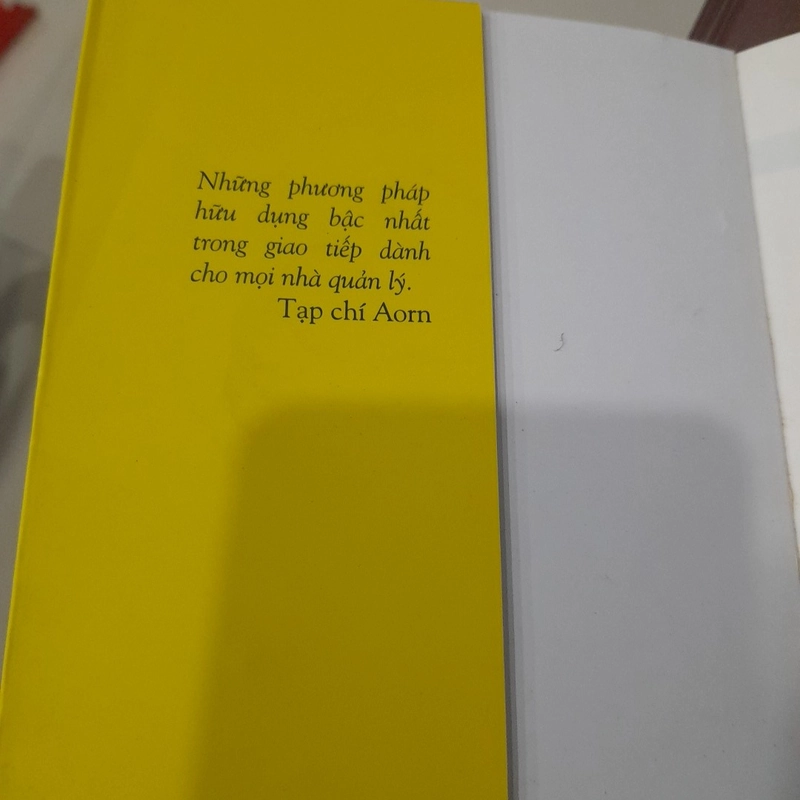 Những phương pháp
hữu dụng bậc nhất
trong giao tiếp dành
cho mọi nhà quản lý.
Tạp chí Aorn